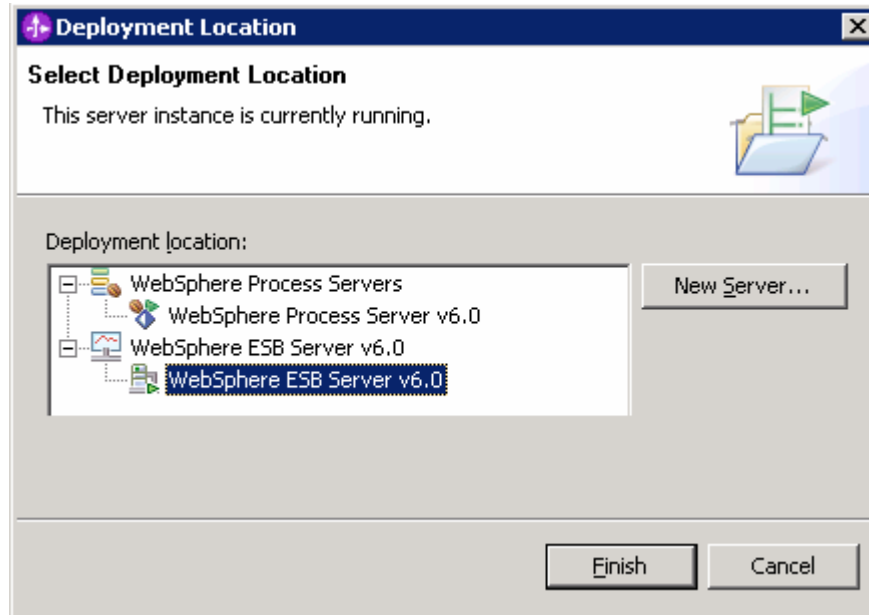 Deployment Location
Select Deployment Location
This server instance is currently running.
Deployment location:
WebSphere Process Servers
New Server...
WebSphere Process Server v6.0
WebSphere ESB Server v6.0
WebSphere ESB Server v6.0
Finish
Cancel